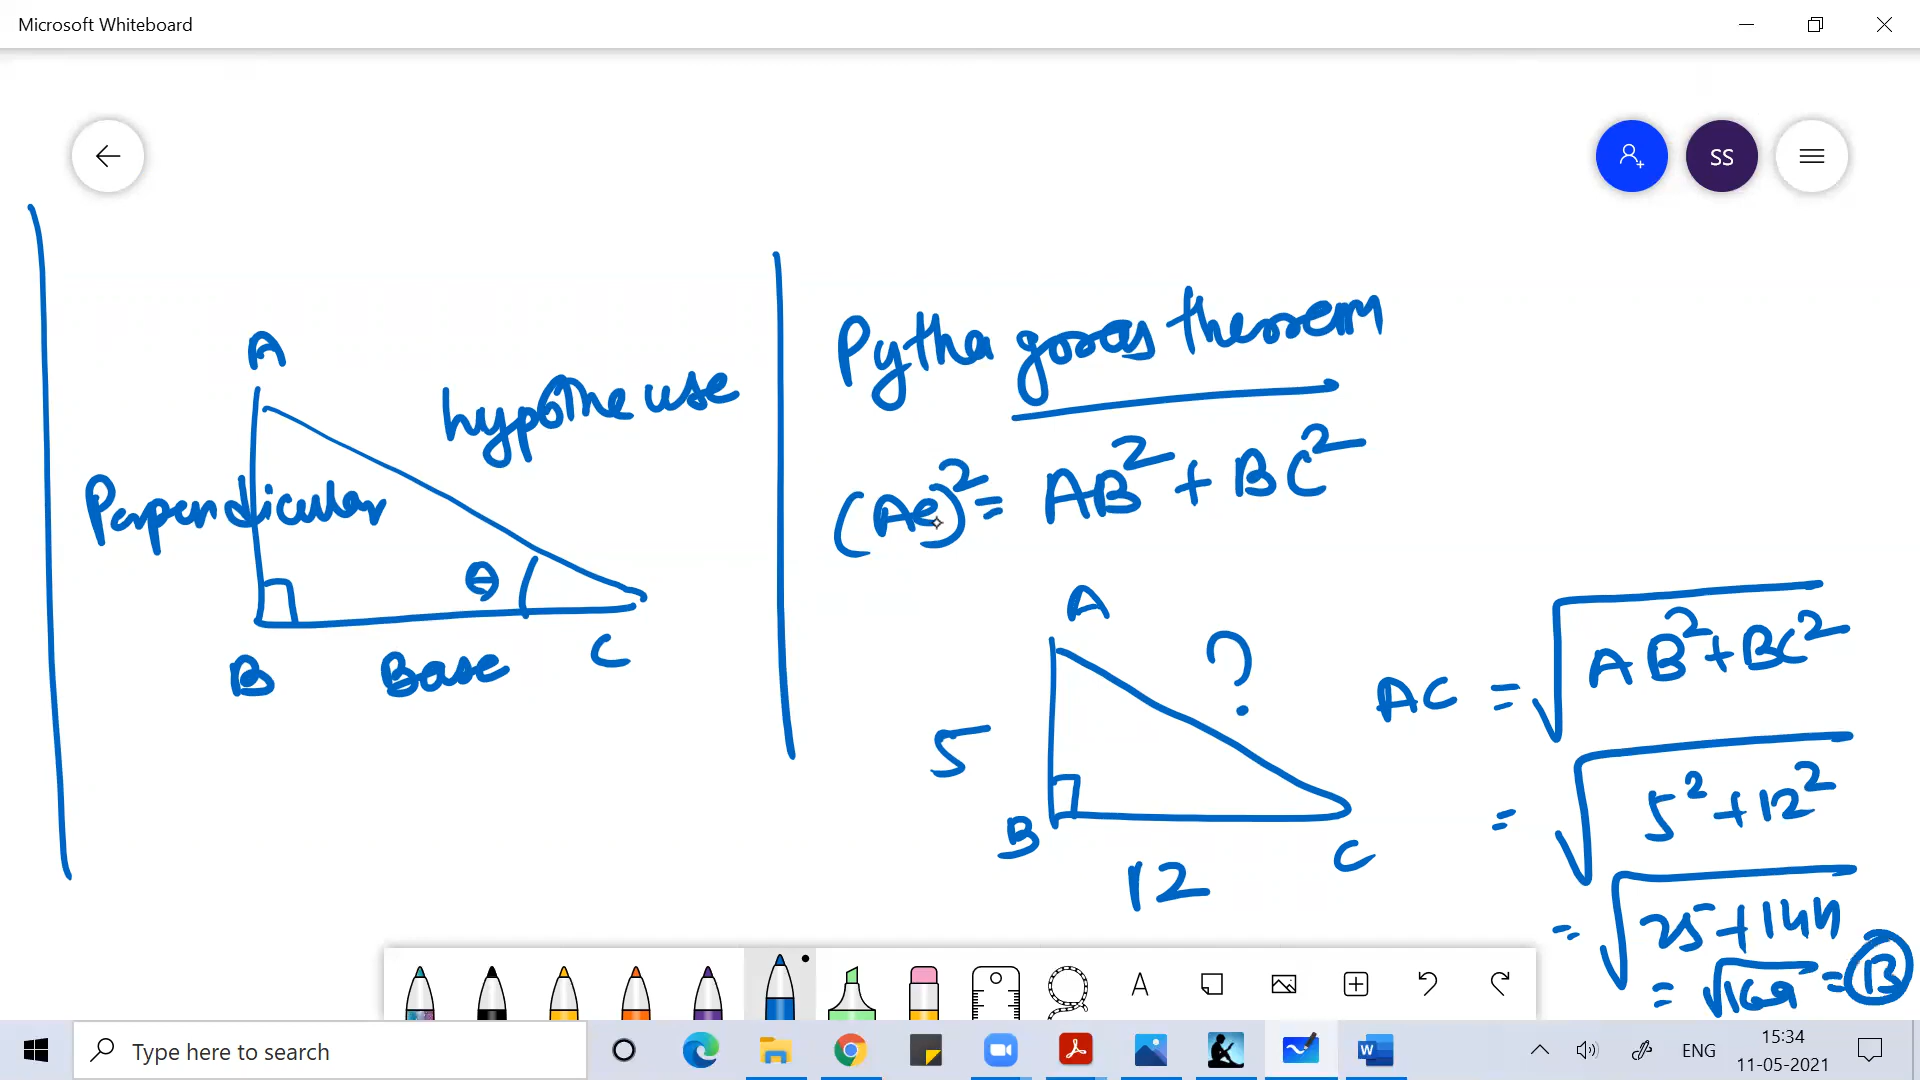 Microsoft Whiteboard
SS
A
hypotheuse
Perpendicular
θ
B
Base
C
Pythagoras theorem
(AC)² = AB² + BC²
A
?
5
B
C
12
AC = √AB²+BC²
= √5²+12²
= √25+144
= √169 = 13
A
Type here to search
W
ENG
15:34
11-05-2021